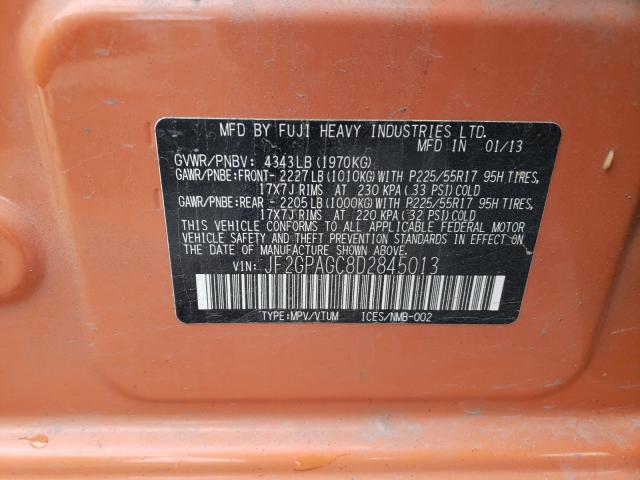 MFD BY FUJI HEAVY INDUSTRIES LTD.
MFD IN 01/13
GVWR/PNBV: 4343LB(1970KG)
GAWR/PNBE:FRONT- 2227LB(1010KG)WITH P225/55R17 95H TIRES,
17X7J RIMS AT 230 KPA(33 PSI)COLD
GAWR/PNBE:REAR - 2205LB(1000KG)WITH P225/55R17 95H TIRES,
17X7J RIMS AT 220 KPA(32 PSI)COLD
THIS VEHICLE CONFORMS TO ALL APPLICABLE FEDERAL MOTOR
VEHICLE SAFETY AND THEFT PREVENTION STANDARDS IN EFFECT ON
THE DATE OF MANUFACTURE SHOWN ABOVE.
VIN: JF2GPAGC8D2845013
TYPE:MPV/VTUM ICES/NMB-002